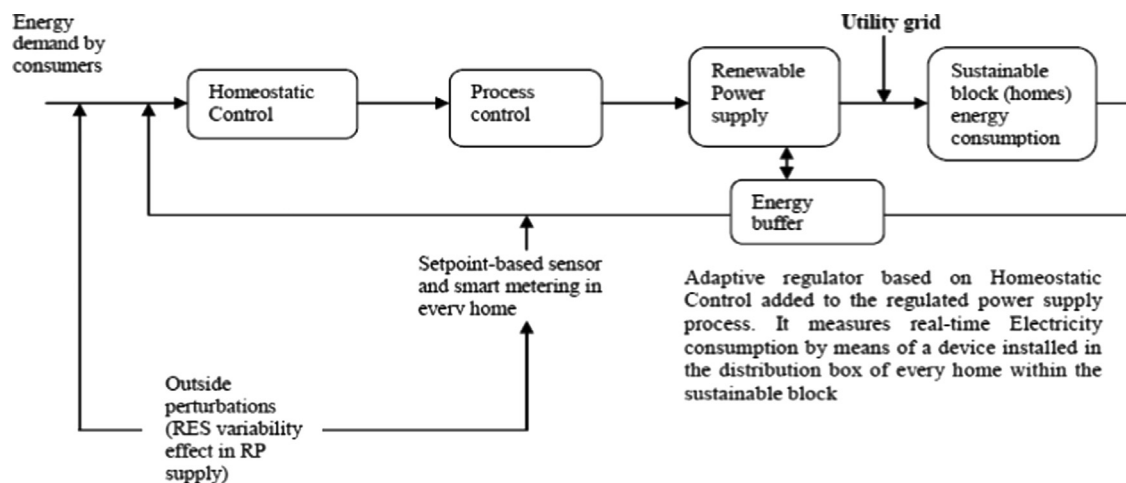 Energy
demand by
consumers
Homeostatic
Control
Process
control
Renewable
Power
supply
Utility grid
Sustainable
block (homes)
energy
consumption
Energy
buffer
Setpoint-based sensor
and smart metering in
every home
Adaptive regulator based on Homeostatic
Control added to the regulated power supply
process. It measures real-time Electricity
consumption by means of a device installed in
the distribution box of every home within the
sustainable block
Outside
perturbations
(RES variability
effect in RP
supply)